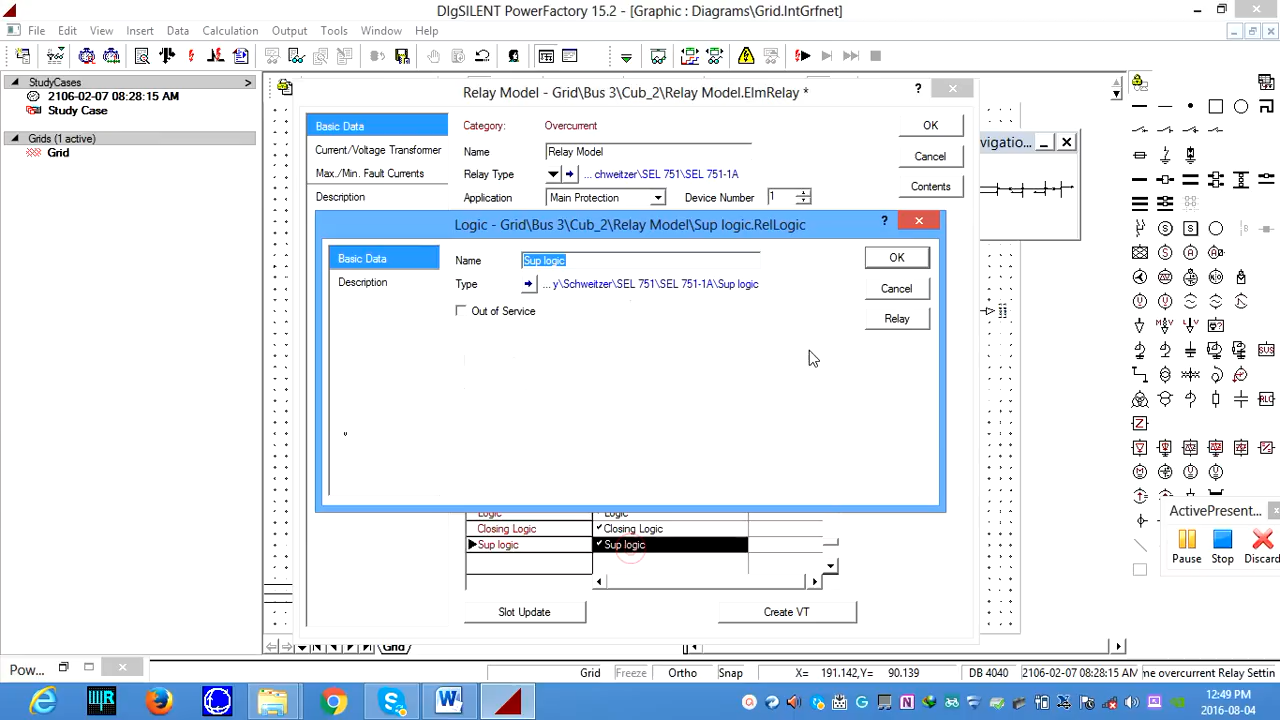 DIgSILENT PowerFactory 15.2 - [Graphic : Diagrams\Grid.IntGrfnet]
File Edit View Insert Data Calculation Output Tools Window Help
StudyCases >
2106-02-07 08:28:15 AM
Study Case
Grids (1 active)
Grid
Relay Model - Grid\Bus 3\Cub_2\Relay Model.ElmRelay * ?
Basic Data
Current/Voltage Transformer
Max./Min. Fault Currents
Description
Category: Overcurrent
Name Relay Model
Relay Type ... chweitzer\SEL 751\SEL 751-1A
Application Main Protection Device Number 1
OK
Cancel
Contents
vigatio...
Logic - Grid\Bus 3\Cub_2\Relay Model\Sup logic.RelLogic ?
Basic Data
Description
Name Sup logic
Type ... y\Schweitzer\SEL 751\SEL 751-1A\Sup logic
Out of Service
OK
Cancel
Relay
Logic Logic
Closing Logic Closing Logic
Sup logic Sup logic
Slot Update Create VT
Grid
ActivePresent...
Pause Stop Discard
Pow...
Grid Freeze Ortho Snap X= 191.142, Y= 90.139 DB 4040 2106-02-07 08:28:15 AM me overcurrent Relay Settin
12:49 PM
2016-08-04